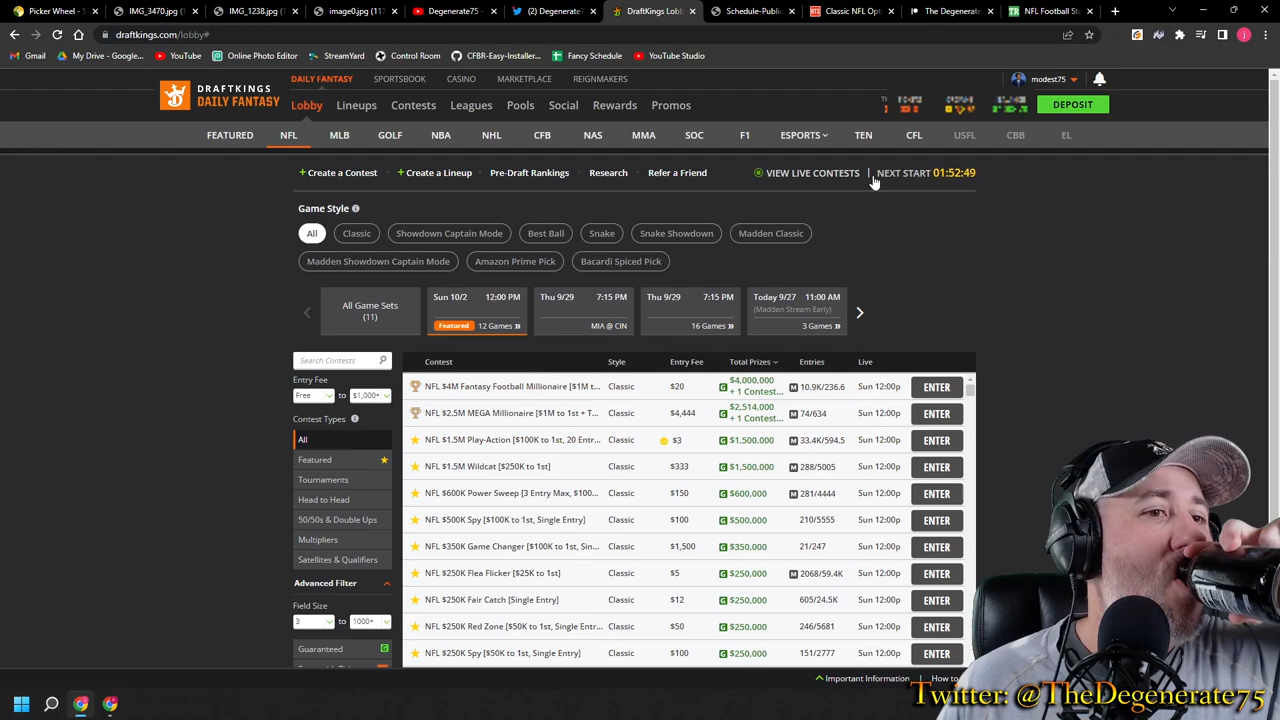 Picker Wheel - S
IMG_3470.jpg (1
IMG_1238.jpg (1
image0.jpg (11
Degenerate75 -
(2) Degenerate7
DraftKings Lobb
Schedule-Public
Classic NFL Opt
The Degenerate
NFL Football Sta
draftkings.com/lobby#
Gmail
My Drive - Google...
YouTube
Online Photo Editor
StreamYard
Control Room
CFBR-Easy-Installer...
Fancy Schedule
YouTube Studio
DRAFTKINGS
DAILY FANTASY
DAILY FANTASY SPORTSBOOK CASINO MARKETPLACE REIGNMAKERS
modest75
Lobby Lineups Contests Leagues Pools Social Rewards Promos
DEPOSIT
FEATURED NFL MLB GOLF NBA NHL CFB NAS MMA SOC F1 ESPORTS TEN CFL USFL CBB EL
+ Create a Contest + Create a Lineup Pre-Draft Rankings Research Refer a Friend
VIEW LIVE CONTESTS | NEXT START 01:52:49
Game Style
All Classic Showdown Captain Mode Best Ball Snake Snake Showdown Madden Classic
Madden Showdown Captain Mode Amazon Prime Pick Bacardi Spiced Pick
All Game Sets
(11)
Sun 10/2 12:00 PM
Featured 12 Games »
Thu 9/29 7:15 PM
MIA @ CIN
Thu 9/29 7:15 PM
16 Games »
Today 9/27 11:00 AM
(Madden Stream Early)
3 Games »
Search Contests
Entry Fee
Free to $1,000+
Contest Types
All
Featured
Tournaments
Head to Head
50/50s & Double Ups
Multipliers
Satellites & Qualifiers
Advanced Filter
Field Size
3 to 1000+
Guaranteed G
Contest Style Entry Fee Total Prizes Entries Live
NFL $4M Fantasy Football Millionaire [$1M t... Classic $20 G $4,000,000 + 1 Contest... M 10.9K/236.6 Sun 12:00p ENTER
NFL $2.5M MEGA Millionaire [$1M to 1st + T... Classic $4,444 G $2,514,000 + 1 Contest... M 74/634 Sun 12:00p ENTER
NFL $1.5M Play-Action [$100K to 1st, 20 Entr... Classic $3 G $1,500,000 M 33.4K/594.5 Sun 12:00p ENTER
NFL $1.5M Wildcat [$250K to 1st] Classic $333 G $1,500,000 M 288/5005 Sun 12:00p ENTER
NFL $600K Power Sweep [3 Entry Max, $100... Classic $150 G $600,000 M 281/4444 Sun 12:00p ENTER
NFL $500K Spy [$100K to 1st, Single Entry] Classic $100 G $500,000 210/5555 Sun 12:00p ENTER
NFL $350K Game Changer [$100K to 1st, Sin... Classic $1,500 G $350,000 21/247 Sun 12:00p ENTER
NFL $250K Flea Flicker [$25K to 1st] Classic $5 G $250,000 M 2068/59.4K Sun 12:00p ENTER
NFL $250K Fair Catch [Single Entry] Classic $12 G $250,000 605/24.5K Sun 12:00p ENTER
NFL $250K Red Zone [$50K to 1st, Single Entr... Classic $50 G $250,000 246/5681 Sun 12:00p ENTER
NFL $250K Spy [$50K to 1st, Single Entry] Classic $100 G $250,000 151/2777 Sun 12:00p ENTER
Important Information
How to
Twitter: @TheDegenerate75